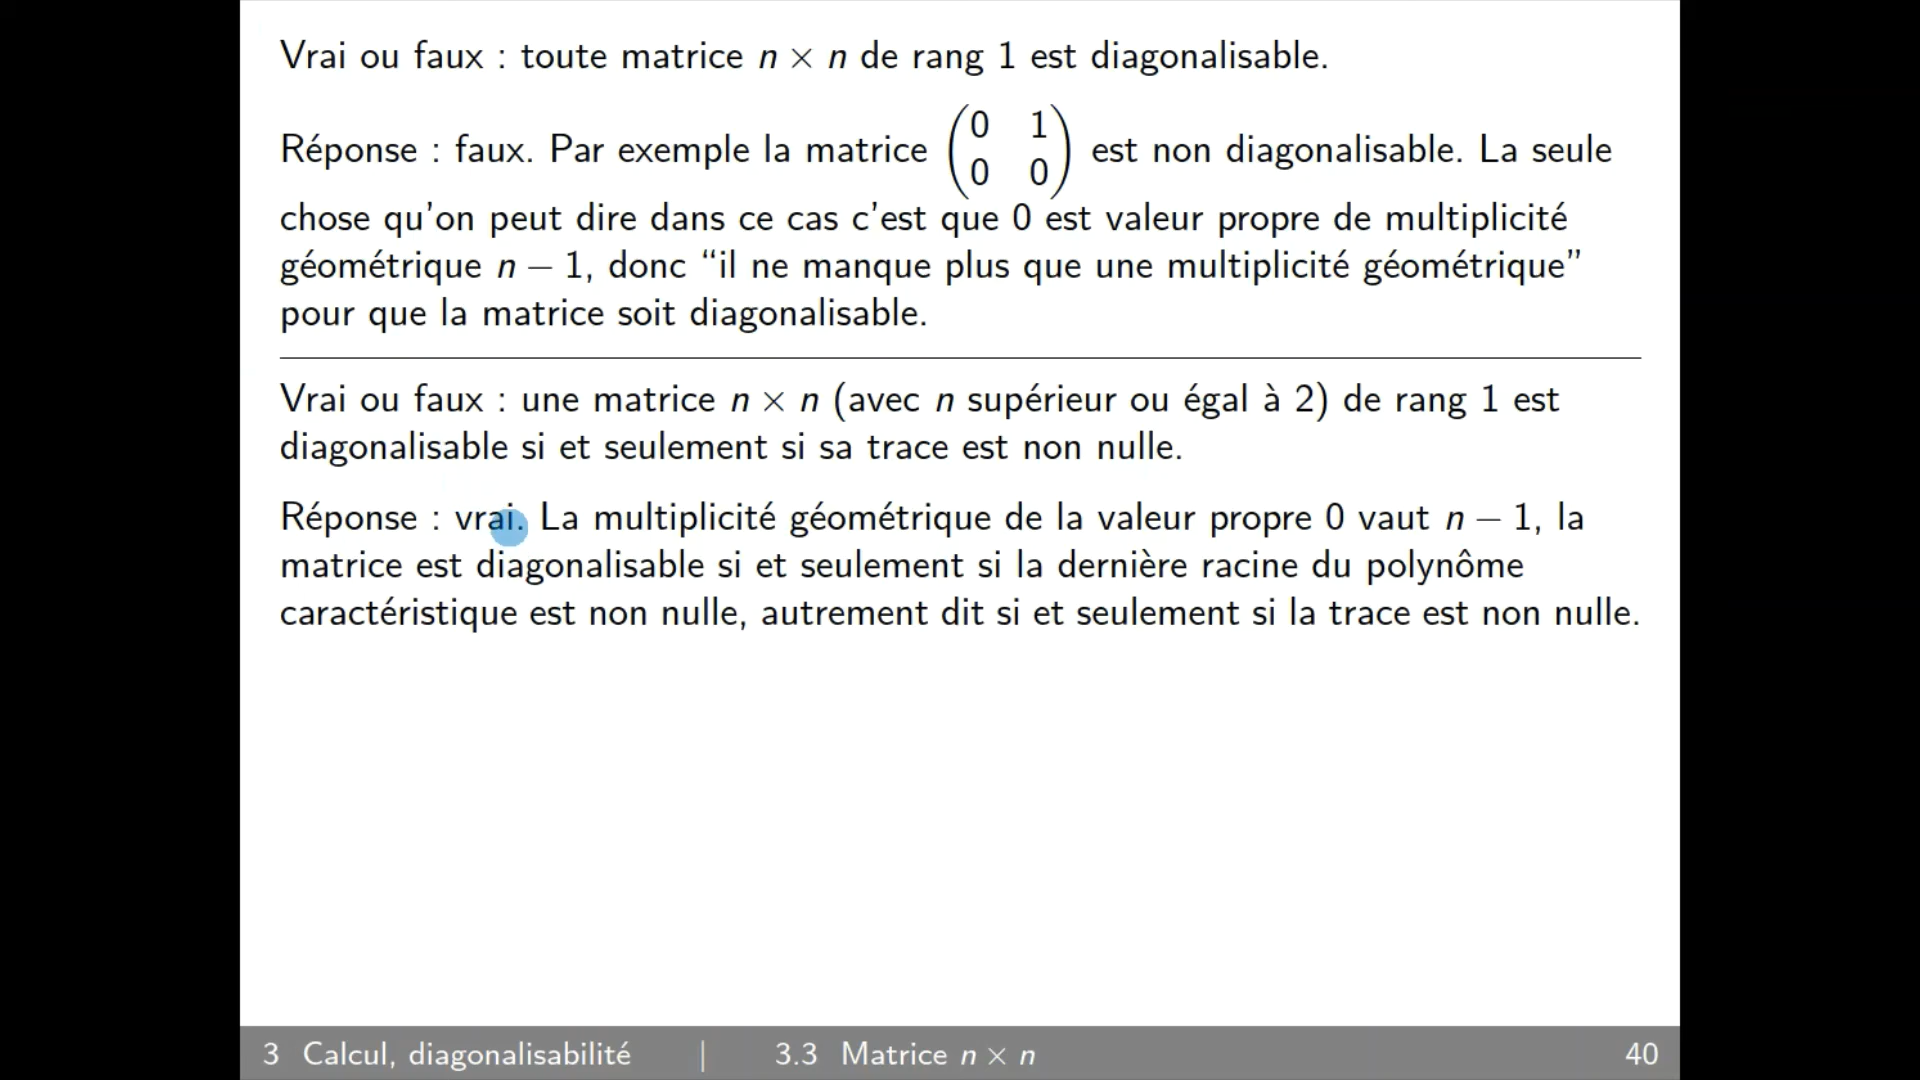 Vrai ou faux : toute matrice n × n de rang 1 est diagonalisable.
Réponse : faux. Par exemple la matrice (0 1 0 0) est non diagonalisable. La seule
chose qu'on peut dire dans ce cas c'est que 0 est valeur propre de multiplicité
géométrique n − 1, donc “il ne manque plus que une multiplicité géométrique”
pour que la matrice soit diagonalisable.
Vrai ou faux : une matrice n × n (avec n supérieur ou égal à 2) de rang 1 est
diagonalisable si et seulement si sa trace est non nulle.
Réponse : vrai. La multiplicité géométrique de la valeur propre 0 vaut n − 1, la
matrice est diagonalisable si et seulement si la dernière racine du polynôme
caractéristique est non nulle, autrement dit si et seulement si la trace est non nulle.
3 Calcul, diagonalisabilité | 3.3 Matrice n × n 40